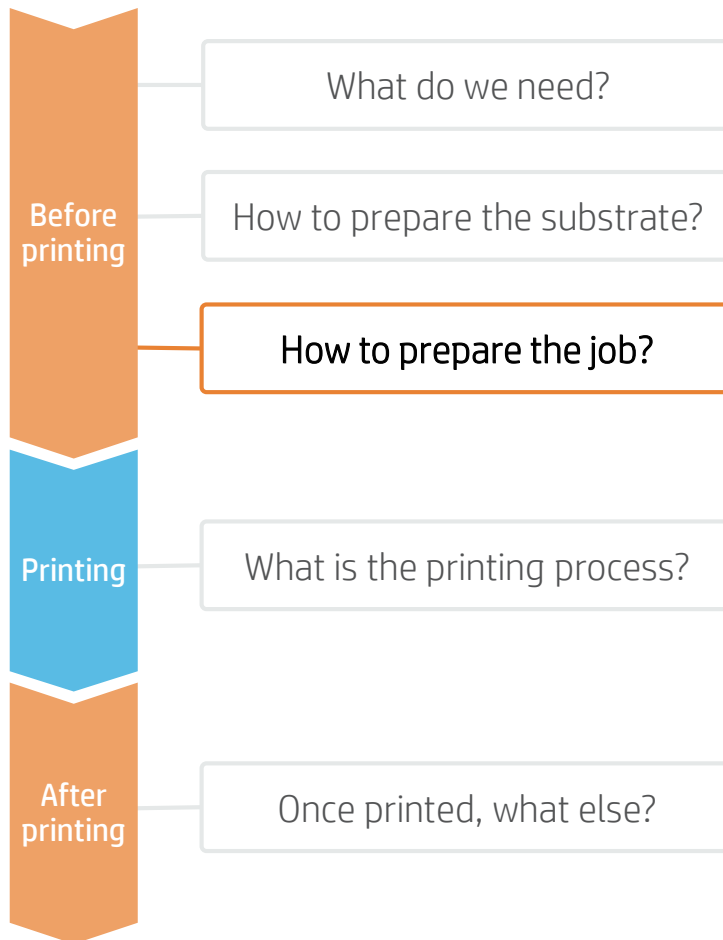 What do we need?
Before
printing
How to prepare the substrate?
How to prepare the job?
Printing
What is the printing process?
After
printing
Once printed, what else?